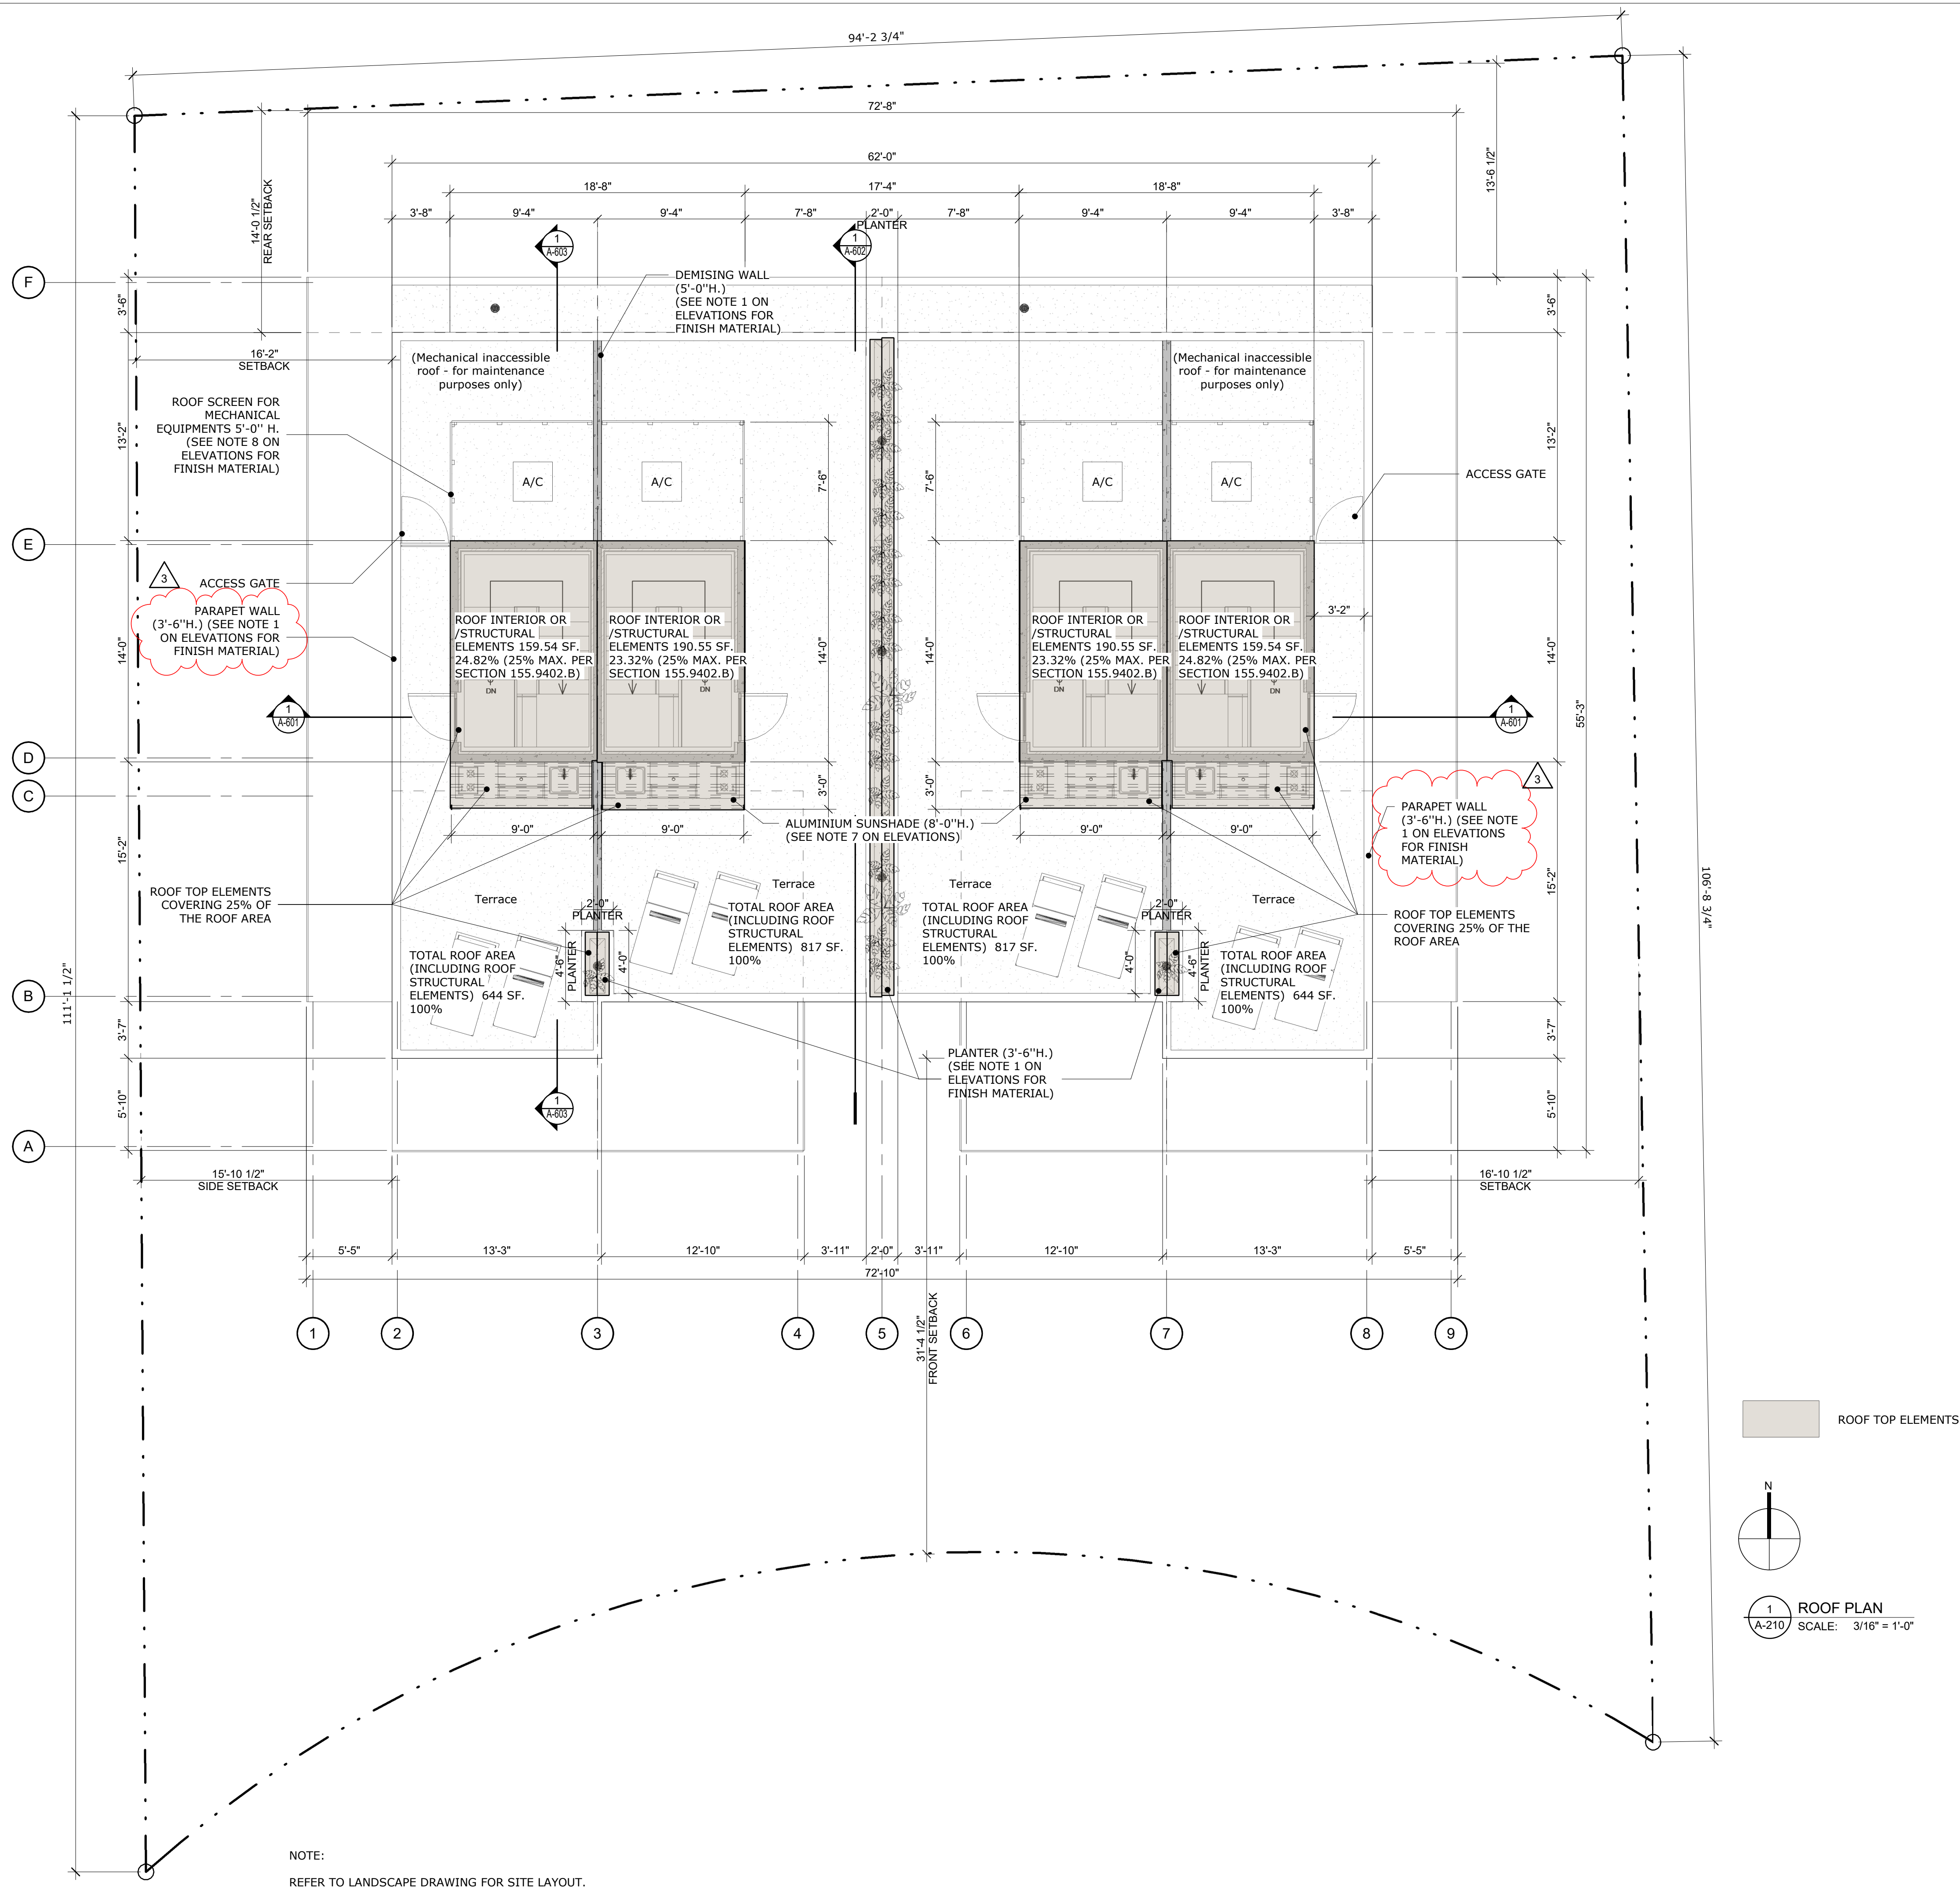 94'-2 3/4"
72'-8"
62'-0"
18'-8"
17'-4"
18'-8"
3'-8"
9'-4"
9'-4"
7'-8"
2'-0"
PLANTER
7'-8"
9'-4"
9'-4"
3'-8"
14'-0 1/2"
REAR SETBACK
13'-6 1/2"
1
A-603
1
A-602
DEMISING WALL
(5'-0''H.)
(SEE NOTE 1 ON
ELEVATIONS FOR
FINISH MATERIAL)
F
3'-6"
3'-6"
16'-2"
SETBACK
(Mechanical inaccessible
roof - for maintenance
purposes only)
(Mechanical inaccessible
roof - for maintenance
purposes only)
ROOF SCREEN FOR
MECHANICAL
EQUIPMENTS 5'-0'' H.
(SEE NOTE 8 ON
ELEVATIONS FOR
FINISH MATERIAL)
13'-2"
13'-2"
A/C
A/C
7'-6"
7'-6"
A/C
A/C
ACCESS GATE
E
3
ACCESS GATE
PARAPET WALL
(3'-6''H.) (SEE NOTE 1
ON ELEVATIONS FOR
FINISH MATERIAL)
14'-0"
ROOF INTERIOR OR
/STRUCTURAL
ELEMENTS 159.54 SF.
24.82% (25% MAX. PER
SECTION 155.9402.B)
DN
ROOF INTERIOR OR
/STRUCTURAL
ELEMENTS 190.55 SF.
23.32% (25% MAX. PER
SECTION 155.9402.B)
DN
14'-0"
14'-0"
ROOF INTERIOR OR
/STRUCTURAL
ELEMENTS 190.55 SF.
23.32% (25% MAX. PER
SECTION 155.9402.B)
DN
ROOF INTERIOR OR
/STRUCTURAL
ELEMENTS 159.54 SF.
24.82% (25% MAX. PER
SECTION 155.9402.B)
DN
3'-2"
14'-0"
1
A-601
1
A-601
55'-3"
D
C
3'-0"
3'-0"
3
PARAPET WALL
(3'-6''H.) (SEE NOTE
1 ON ELEVATIONS
FOR FINISH
MATERIAL)
9'-0"
9'-0"
ALUMINIUM SUNSHADE (8'-0''H.)
(SEE NOTE 7 ON ELEVATIONS)
9'-0"
9'-0"
15'-2"
15'-2"
106'-8 3/4"
ROOF TOP ELEMENTS
COVERING 25% OF
THE ROOF AREA
Terrace
Terrace
Terrace
Terrace
2'-0"
PLANTER
2'-0"
PLANTER
TOTAL ROOF AREA
(INCLUDING ROOF
STRUCTURAL
ELEMENTS) 817 SF.
100%
TOTAL ROOF AREA
(INCLUDING ROOF
STRUCTURAL
ELEMENTS) 817 SF.
100%
ROOF TOP ELEMENTS
COVERING 25% OF THE
ROOF AREA
TOTAL ROOF AREA
(INCLUDING ROOF
STRUCTURAL
ELEMENTS) 644 SF.
100%
4'-6"
PLANTER
4'-0"
4'-0"
4'-6"
PLANTER
TOTAL ROOF AREA
(INCLUDING ROOF
STRUCTURAL
ELEMENTS) 644 SF.
100%
111'-1 1/2"
B
3'-7"
3'-7"
PLANTER (3'-6''H.)
(SEE NOTE 1 ON
ELEVATIONS FOR
FINISH MATERIAL)
5'-10"
5'-10"
1
A-603
A
15'-10 1/2"
SIDE SETBACK
16'-10 1/2"
SETBACK
5'-5"
13'-3"
12'-10"
3'-11"
2'-0"
3'-11"
12'-10"
13'-3"
5'-5"
72'-10"
1
2
3
4
5
6
7
8
9
31'-4 1/2"
FRONT SETBACK
ROOF TOP ELEMENTS
N
1
A-210
ROOF PLAN
SCALE: 3/16" = 1'-0"
NOTE:
REFER TO LANDSCAPE DRAWING FOR SITE LAYOUT.